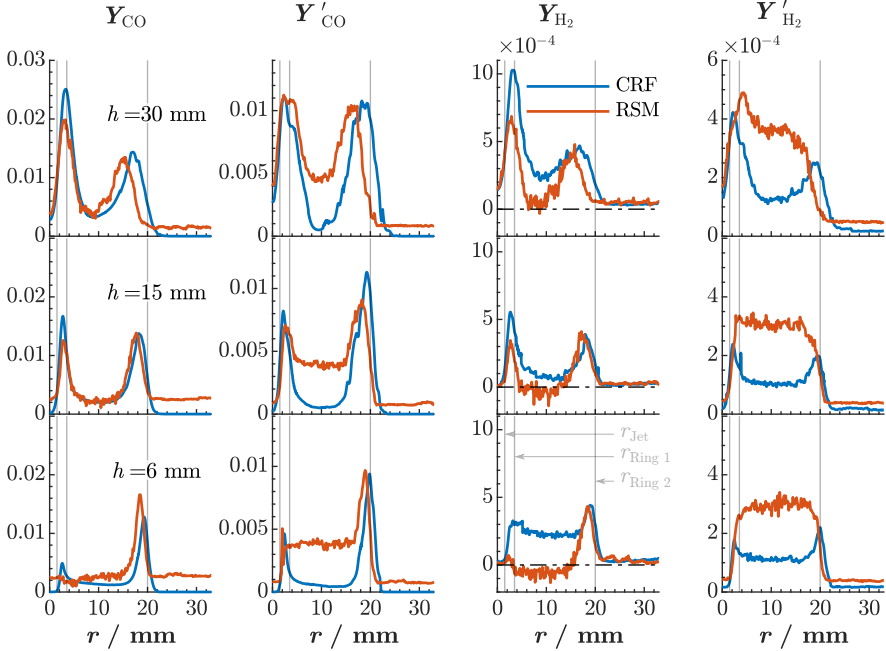 Y_CO Y′_CO Y_H₂ Y′_H₂
×10⁻⁴ ×10⁻⁴
0.03 0.02 0.01 0
h=30 mm
0.01 0.005 0
10 5 0
CRF
RSM
6 4 2 0
0.02 0.01 0
h=15 mm
0.01 0.005 0
10 5 0
6 4 2 0
0.02 0.01 0
h=6 mm
0.01 0.005 0
10 5 0
r_Jet
r_Ring 1
r_Ring 2
6 4 2 0
0 10 20 30 0 10 20 30 0 10 20 30 0 10 20 30
r / mm r / mm r / mm r / mm